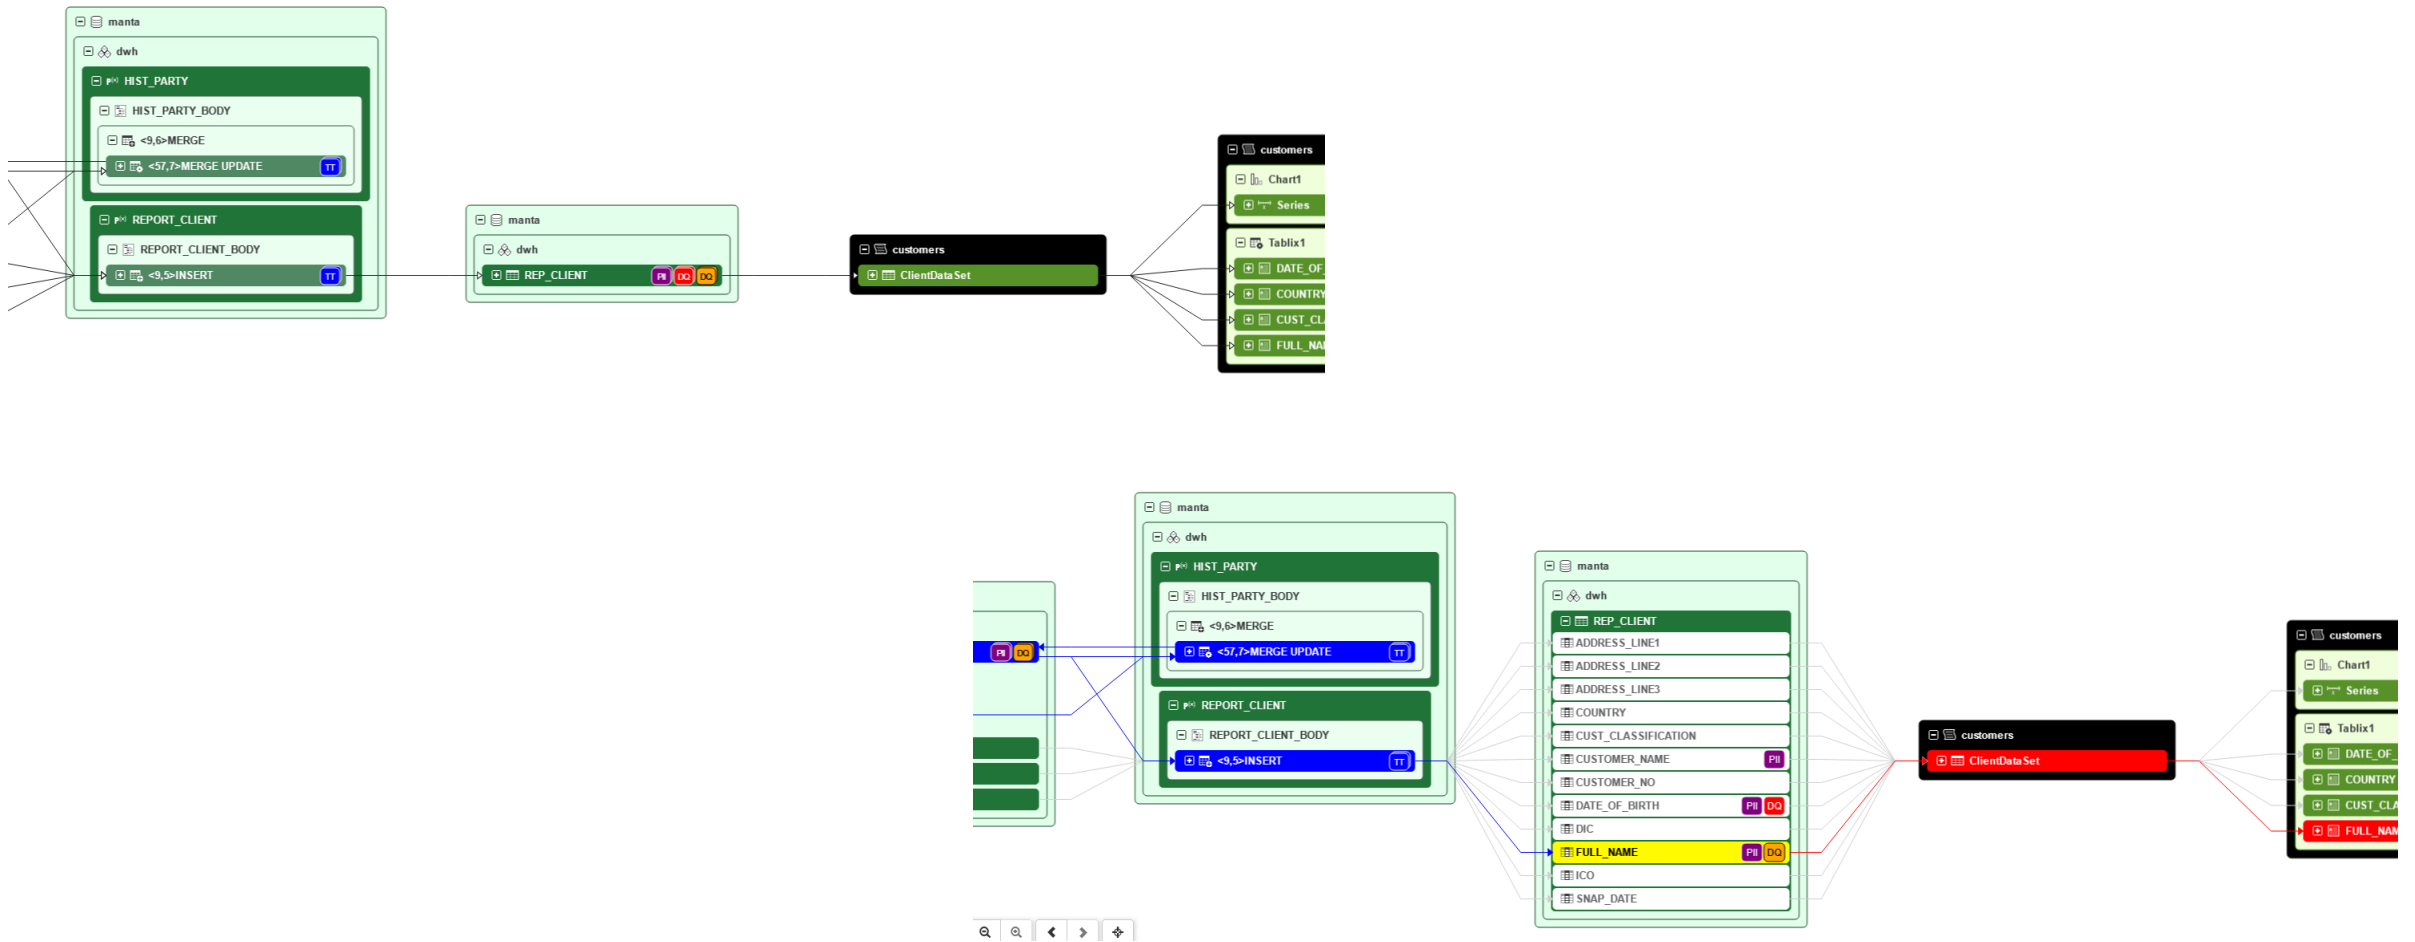 manta
dwh
HIST_PARTY
HIST_PARTY_BODY
<9,6>MERGE
<57,7>MERGE UPDATE TT
REPORT_CLIENT
REPORT_CLIENT_BODY
<9,5>INSERT TT
manta
dwh
REP_CLIENT PII DQ DQ
customers
ClientDataSet
customers
Chart1
Series
Tablix1
DATE_OF_
COUNTRY
CUST_CL
FULL_NA
PII DQ
manta
dwh
HIST_PARTY
HIST_PARTY_BODY
<9,6>MERGE
<57,7>MERGE UPDATE TT
REPORT_CLIENT
REPORT_CLIENT_BODY
<9,5>INSERT TT
manta
dwh
REP_CLIENT
ADDRESS_LINE1
ADDRESS_LINE2
ADDRESS_LINE3
COUNTRY
CUST_CLASSIFICATION
CUSTOMER_NAME PII
CUSTOMER_NO
DATE_OF_BIRTH PII DQ
DIC
FULL_NAME PII DQ
ICO
SNAP_DATE
customers
ClientDataSet
customers
Chart1
Series
Tablix1
DATE_OF_
COUNTRY
CUST_CLA
FULL_NAM